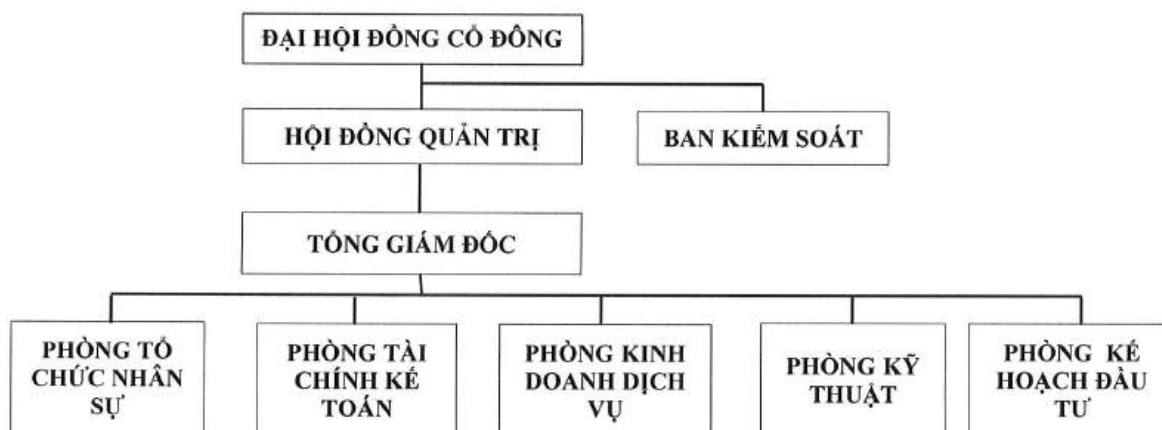 ĐẠI HỘI ĐỒNG CỔ ĐÔNG
HỘI ĐỒNG QUẢN TRỊ
BAN KIỂM SOÁT
TỔNG GIÁM ĐỐC
PHÒNG TỔ
CHỨC NHÂN
SỰ
PHÒNG TÀI
CHÍNH KẾ
TOÁN
PHÒNG KINH
DOANH DỊCH
VỤ
PHÒNG KỸ
THUẬT
PHÒNG KẾ
HOẠCH ĐẦU
TƯ